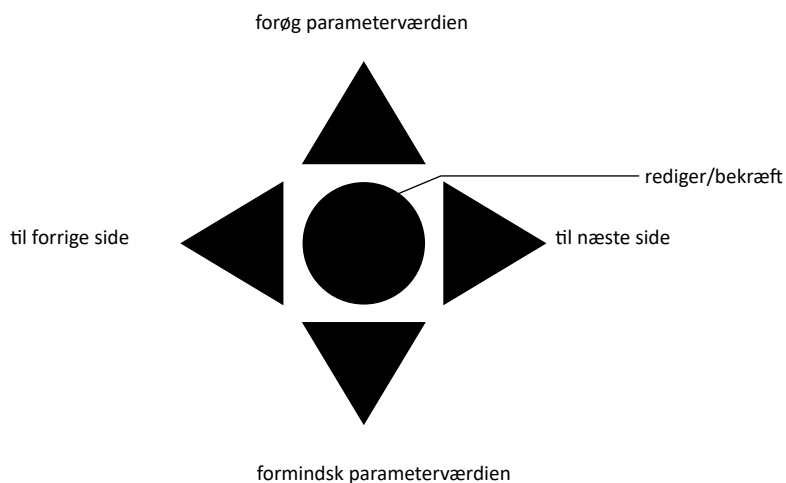 forøg parameterværdien
rediger/bekræft
til forrige side
til næste side
formindsk parameterværdien